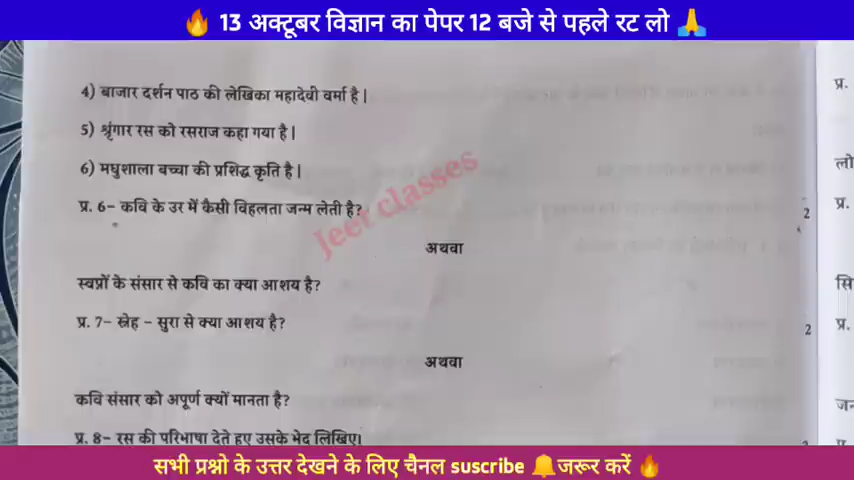 🔥 13 अक्टूबर विज्ञान का पेपर 12 बजे से पहले रट लो 🙏
4) बाजार दर्शन पाठ की लेखिका महादेवी वर्मा है |
5) श्रृंगार रस को रसराज कहा गया है |
6) मधुशाला बच्चा की प्रशिद्ध कृति है |
प्र. 6- कवि के उर में कैसी विहलता जन्म लेती है? 2
Jeet classes
अथवा
स्वप्नों के संसार से कवि का क्या आशय है?
प्र. 7- स्नेह - सुरा से क्या आशय है? 2
अथवा
कवि संसार को अपूर्ण क्यों मानता है?
प्र. 8- रस की परिभाषा देते हुए उसके भेद लिखिए।
प्र.
लो
प्र.
सि
प्र.
जन
सभी प्रश्नो के उत्तर देखने के लिए चैनल suscribe 🔔जरूर करें 🔥